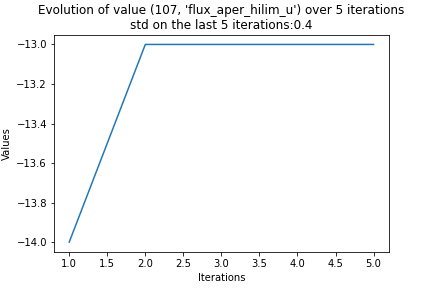 Evolution of value (107, 'flux_aper_hilim_u') over 5 iterations
std on the last 5 iterations:0.4
−13.0
−13.2
−13.4
−13.6
−13.8
−14.0
Values
1.0 1.5 2.0 2.5 3.0 3.5 4.0 4.5 5.0
Iterations